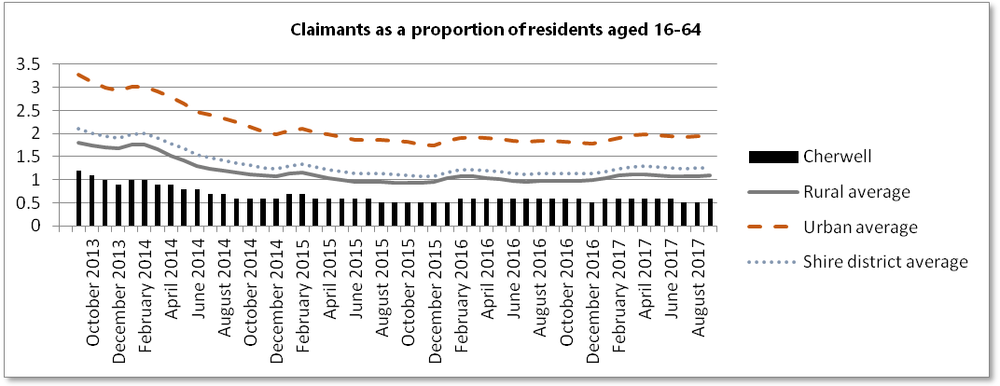 Claimants as a proportion of residents aged 16-64
3.5
3
2.5
2
1.5
1
0.5
0
October 2013
December 2013
February 2014
April 2014
June 2014
August 2014
October 2014
December 2014
February 2015
April 2015
June 2015
August 2015
October 2015
December 2015
February 2016
April 2016
June 2016
August 2016
October 2016
December 2016
February 2017
April 2017
June 2017
August 2017
Cherwell
Rural average
Urban average
Shire district average